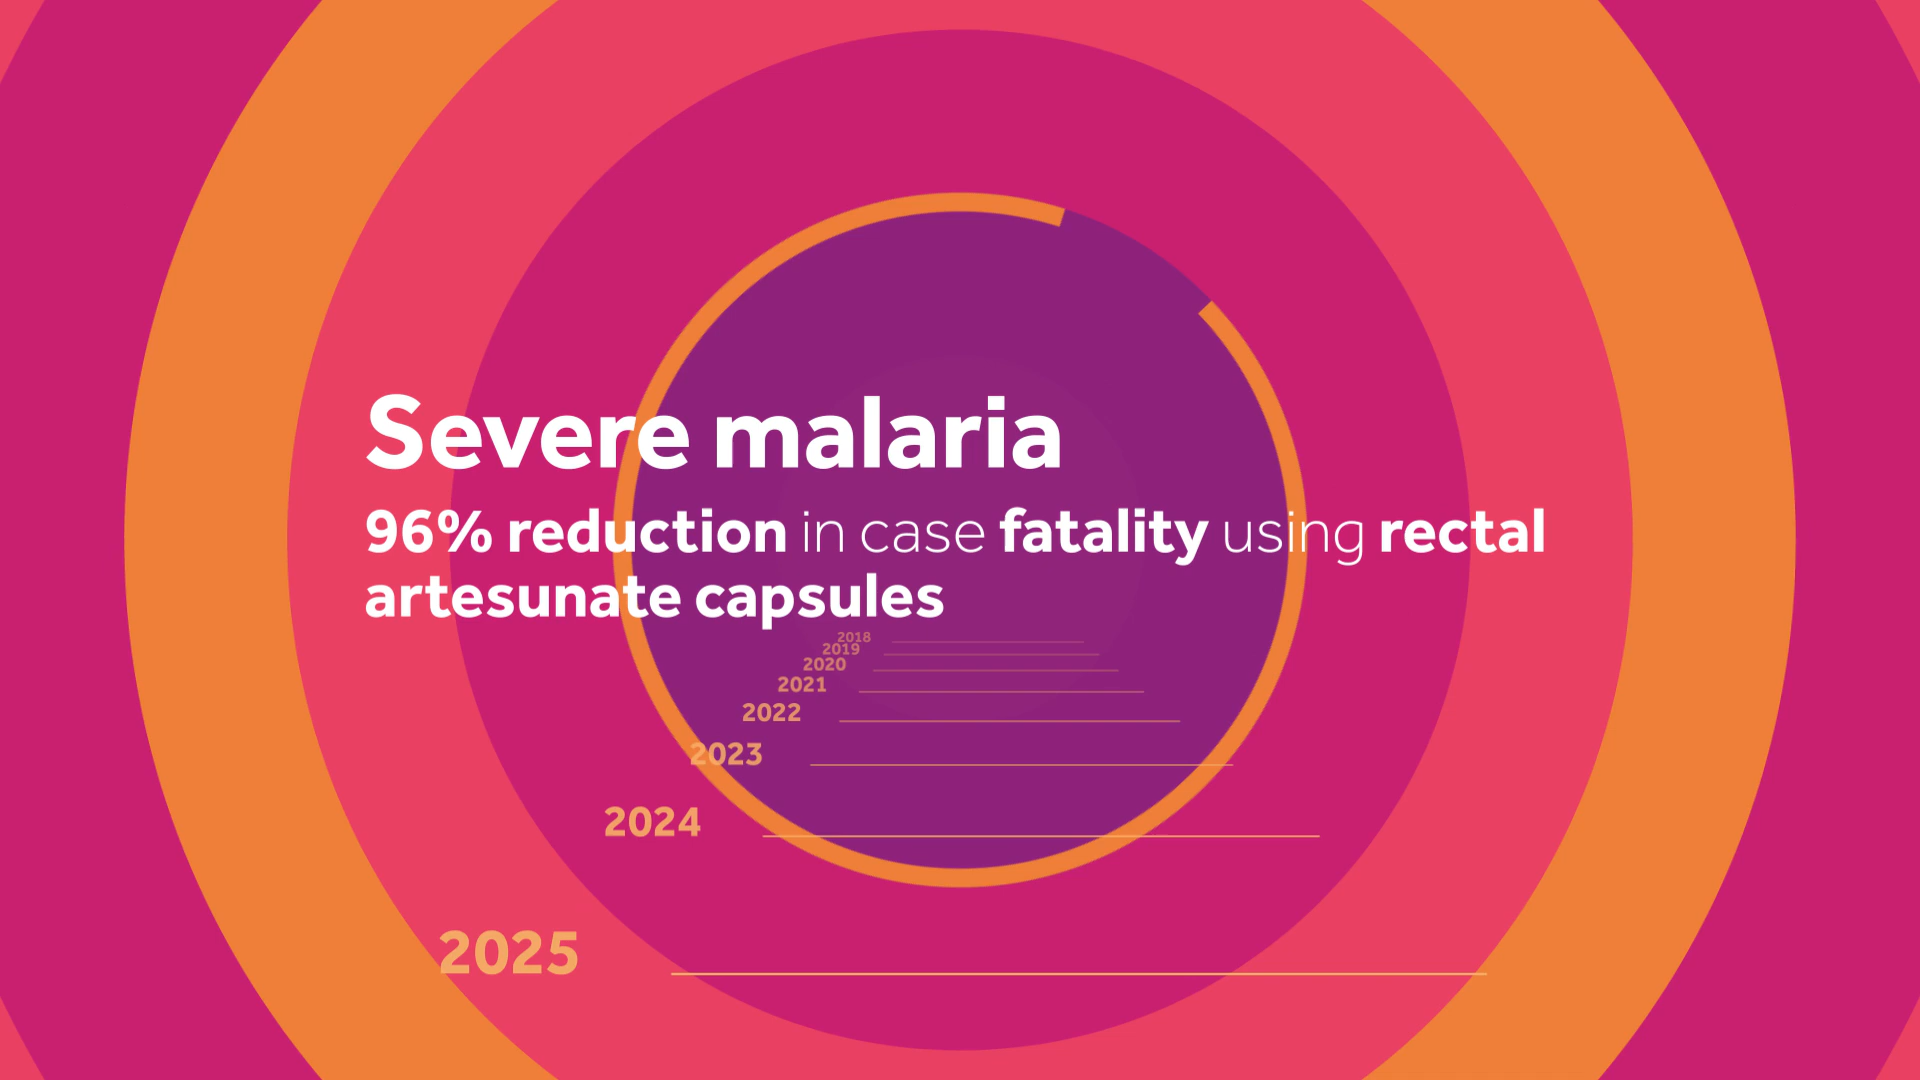 Severe malaria
96% reduction in case fatality using rectal
artesunate capsules
2018
2019
2020
2021
2022
2023
2024
2025